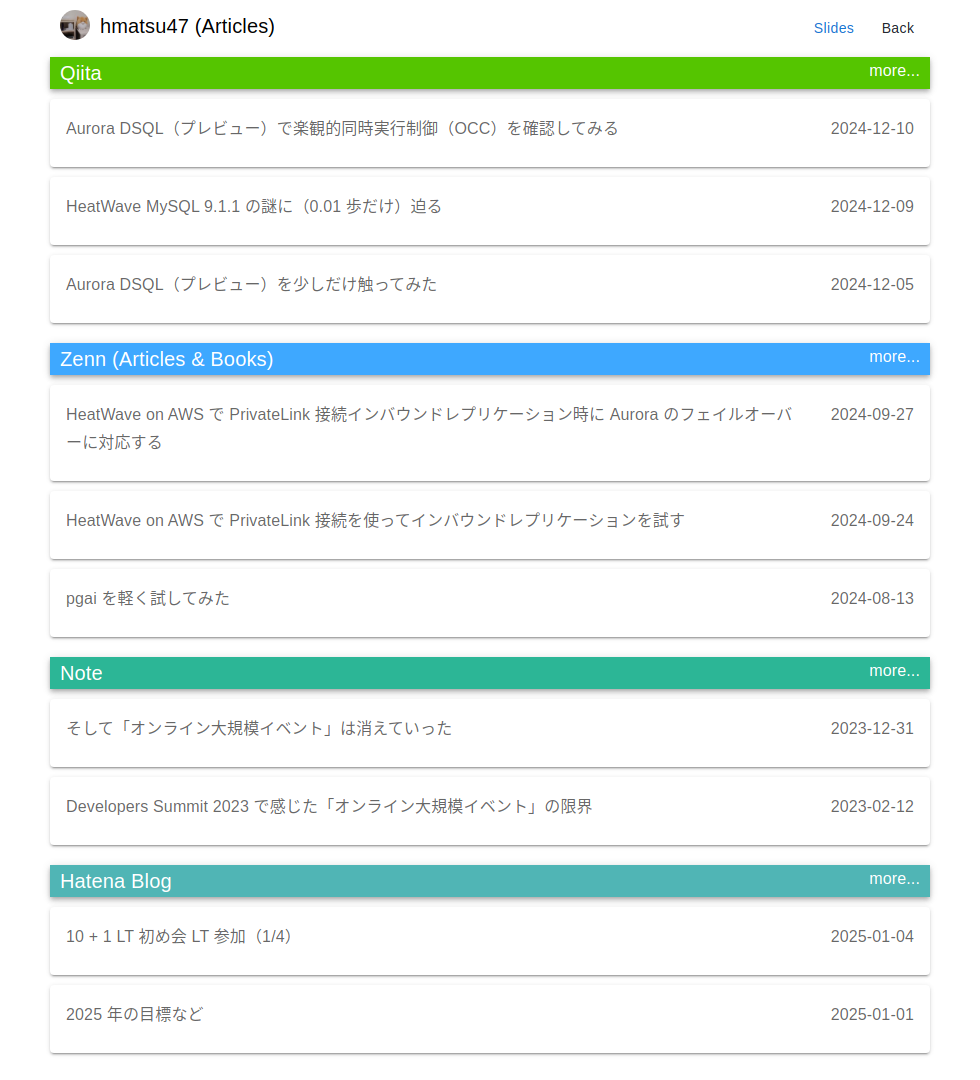 hmatsu47 (Articles)
Slides
Back
Qiita
more...
Aurora DSQL（プレビュー）で楽観的同時実行制御（OCC）を確認してみる
2024-12-10
HeatWave MySQL 9.1.1 の謎に（0.01 歩だけ）迫る
2024-12-09
Aurora DSQL（プレビュー）を少しだけ触ってみた
2024-12-05
Zenn (Articles & Books)
more...
HeatWave on AWS で PrivateLink 接続インバウンドレプリケーション時に Aurora のフェイルオーバ
2024-09-27
ーに対応する
HeatWave on AWS で PrivateLink 接続を使ってインバウンドレプリケーションを試す
2024-09-24
pgai を軽く試してみた
2024-08-13
Note
more...
そして「オンライン大規模イベント」は消えていった
2023-12-31
Developers Summit 2023 で感じた「オンライン大規模イベント」の限界
2023-02-12
Hatena Blog
more...
10 + 1 LT 初め会 LT 参加（1/4）
2025-01-04
2025 年の目標など
2025-01-01